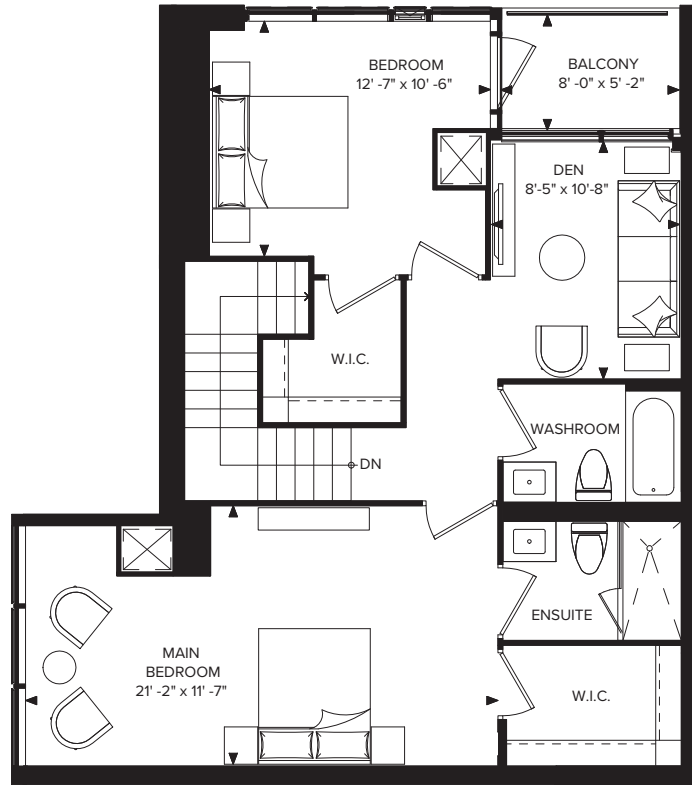 BEDROOM
12' -7" x 10' -6"
BALCONY
8' -0" x 5' -2"
DEN
8'-5" x 10'-8"
W.I.C.
WASHROOM
DN
ENSUITE
MAIN
BEDROOM
21' -2" x 11' -7"
W.I.C.